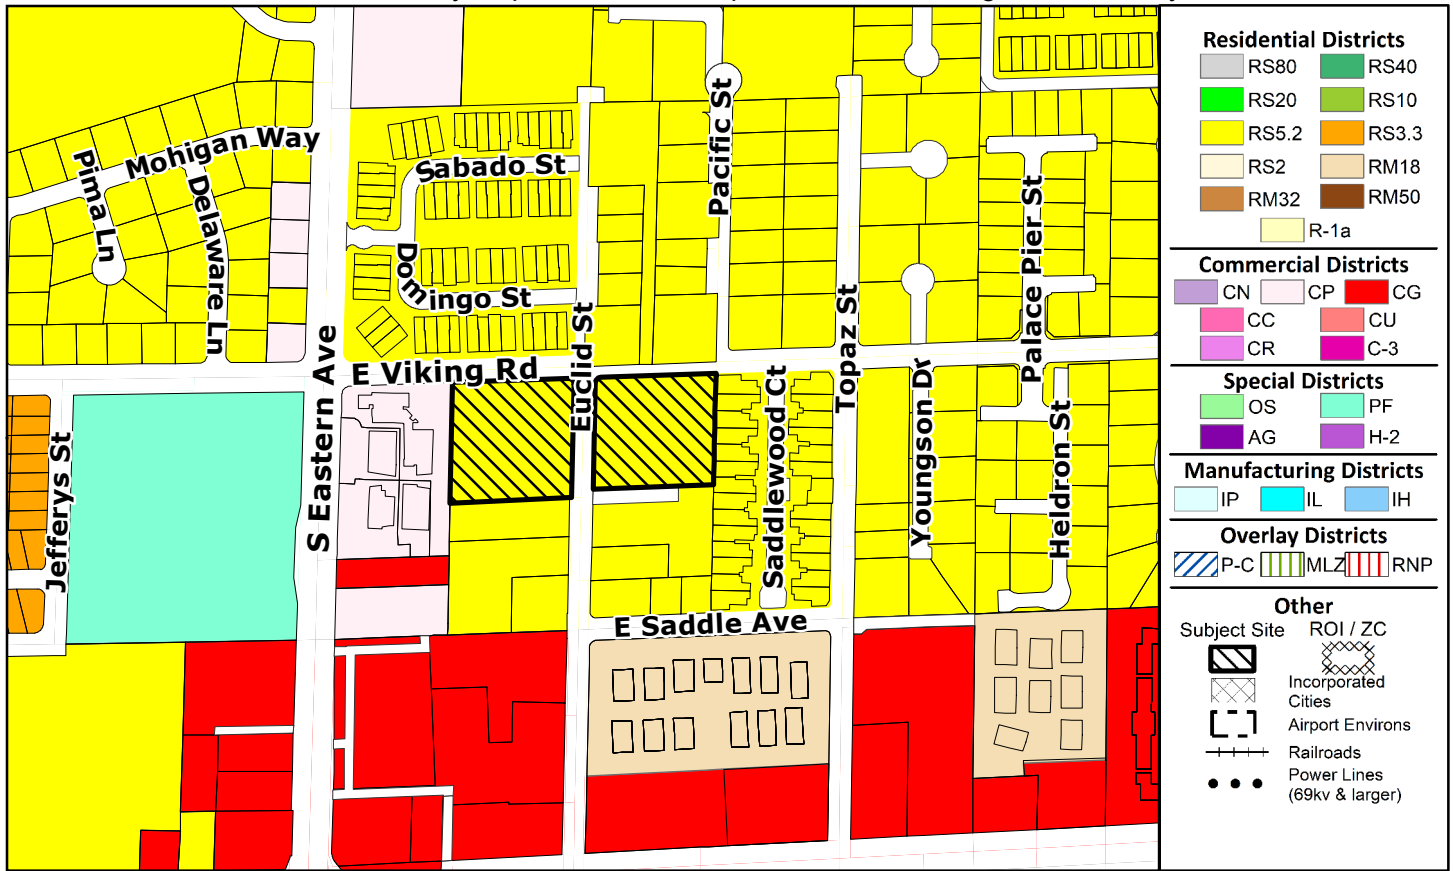 Mohigan Way
Pima Ln
Delaware Ln
Sabado St
Domingo St
Pacific St
Palace Pier St
Topaz St
Euclid St
S Eastern Ave
E Viking Rd
Jefferys St
Saddlewood Ct
Youngson Dr
Heldron St
E Saddle Ave
Residential Districts
RS80 RS40
RS20 RS10
RS5.2 RS3.3
RS2 RM18
RM32 RM50
R-1a
Commercial Districts
CN CP CG
CC CU
CR C-3
Special Districts
OS PF
AG H-2
Manufacturing Districts
IP IL IH
Overlay Districts
P-C MLZ RNP
Other
Subject Site ROI / ZC
Incorporated
Cities
Airport Environs
Railroads
Power Lines
(69kv & larger)